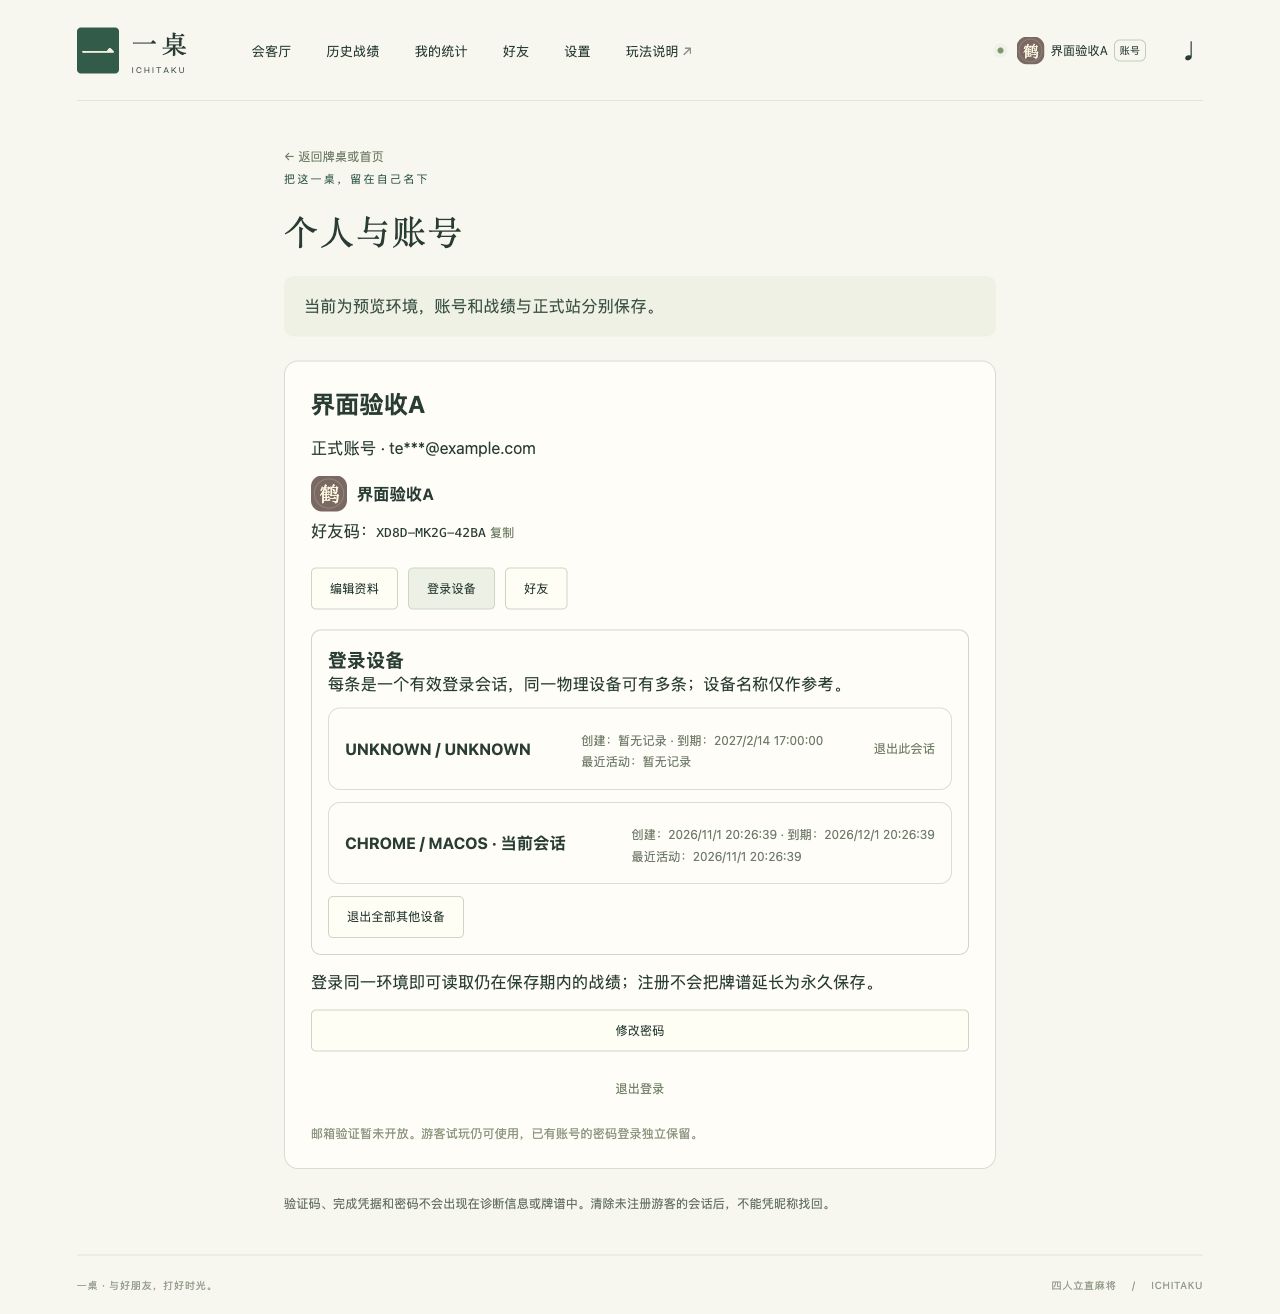 一桌
ICHITAKU
会客厅 历史战绩 我的统计 好友 设置 玩法说明 ↗
鹤 界面验收A 账号 ♩
← 返回牌桌或首页
把这一桌，留在自己名下
个人与账号
当前为预览环境，账号和战绩与正式站分别保存。
界面验收A
正式账号 · te***@example.com
鹤 界面验收A
好友码：XD8D–MK2G–42BA 复制
编辑资料 登录设备 好友
登录设备
每条是一个有效登录会话，同一物理设备可有多条；设备名称仅作参考。
UNKNOWN / UNKNOWN
创建：暂无记录 · 到期：2027/2/14 17:00:00
最近活动：暂无记录
退出此会话
CHROME / MACOS · 当前会话
创建：2026/11/1 20:26:39 · 到期：2026/12/1 20:26:39
最近活动：2026/11/1 20:26:39
退出全部其他设备
登录同一环境即可读取仍在保存期内的战绩；注册不会把牌谱延长为永久保存。
修改密码
退出登录
邮箱验证暂未开放。游客试玩仍可使用，已有账号的密码登录独立保留。
验证码、完成凭据和密码不会出现在诊断信息或牌谱中。清除未注册游客的会话后，不能凭昵称找回。
一桌 · 与好朋友，打好时光。
四人立直麻将 / ICHITAKU